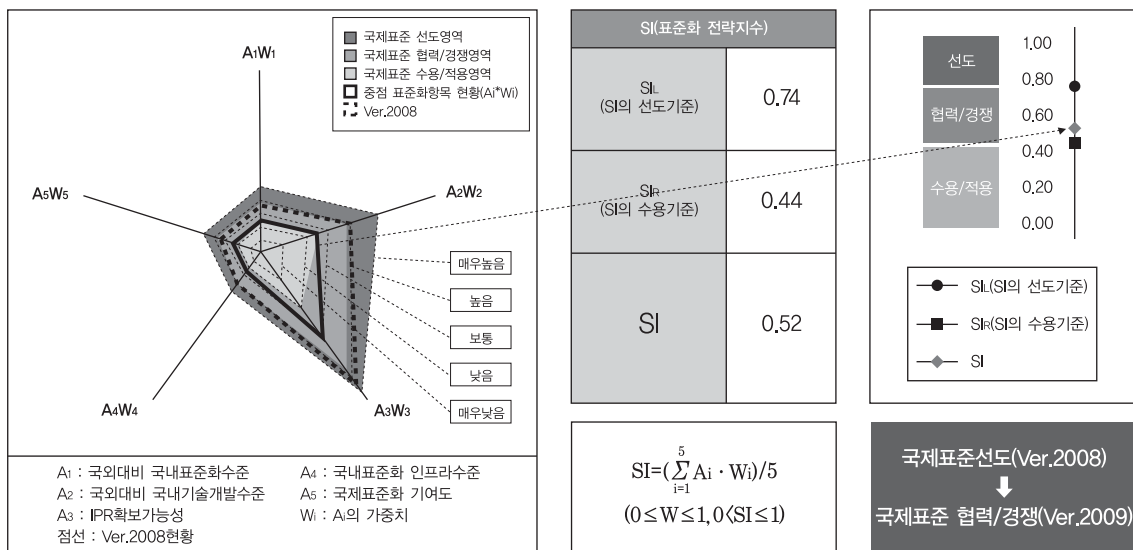 국제표준 선도영역
국제표준 협력/경쟁영역
국제표준 수용/적용영역
중점 표준화항목 현황(Ai*Wi)
Ver.2008
A1W1
A2W2
A3W3
A4W4
A5W5
매우높음
높음
보통
낮음
매우낮음
A1 : 국외대비 국내표준화수준
A2 : 국외대비 국내기술개발수준
A3 : IPR확보가능성
점선 : Ver.2008현황
A4 : 국내표준화 인프라수준
A5 : 국제표준화 기여도
Wi : Ai의 가중치
SI(표준화 전략지수)
SIL
(SI의 선도기준)
0.74
SIR
(SI의 수용기준)
0.44
SI
0.52
SI=(∑Ai · Wi)/5
5
i=1
(0≤W≤1, 0<SI≤1)
선도
협력/경쟁
수용/적용
1.00
0.80
0.60
0.40
0.20
0.00
SIL(SI의 선도기준)
SIR(SI의 수용기준)
SI
국제표준선도(Ver.2008)
국제표준 협력/경쟁(Ver.2009)